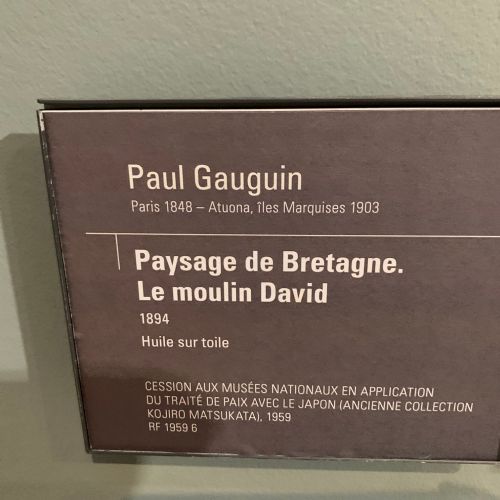 Paul Gauguin
Paris 1848 – Atuona, îles Marquises 1903
Paysage de Bretagne.
Le moulin David
1894
Huile sur toile
CESSION AUX MUSÉES NATIONAUX EN APPLICATION
DU TRAITÉ DE PAIX AVEC LE JAPON (ANCIENNE COLLECTION
KOJIRO MATSUKATA), 1959
RF 1959 6